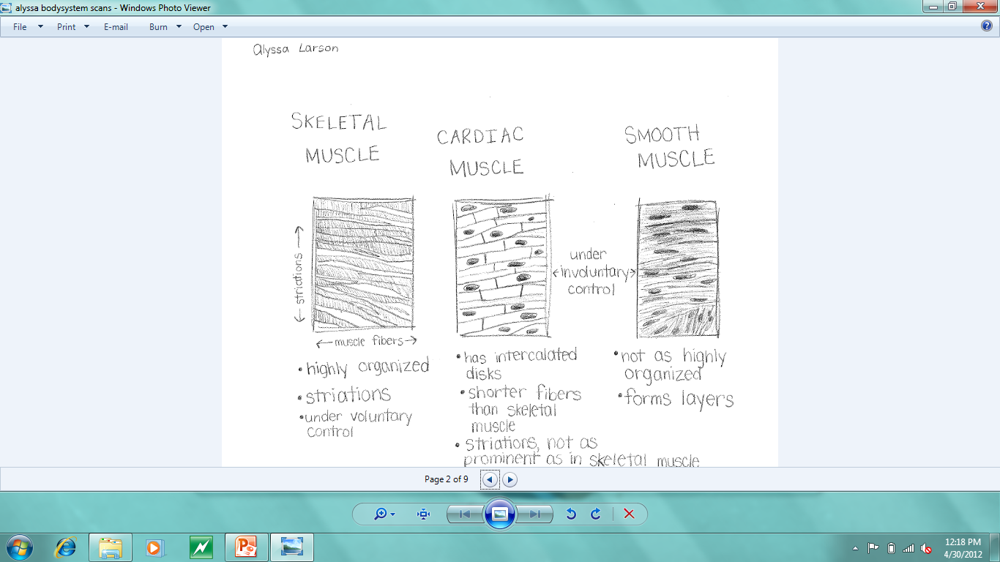 alyssa bodysystem scans - Windows Photo Viewer
File Print E-mail Burn Open
Alyssa Larson
SKELETAL
MUSCLE
CARDIAC
MUSCLE
SMOOTH
MUSCLE
striations
muscle fibers
under
involuntary
control
• highly organized
• striations
• under voluntary
control
• has intercalated
disks
• shorter fibers
than skeletal
muscle
• striations, not as
prominent as in skeletal muscle
• not as highly
organized
• forms layers
Page 2 of 9
12:18 PM
4/30/2012